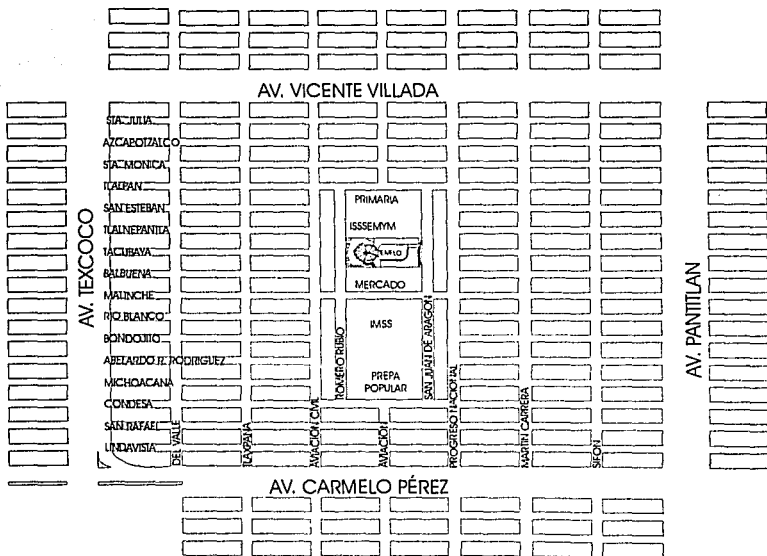 AV. VICENTE VILLADA
STA. JULIA
AZCAPOTZALCO
STA. MONICA
TLALPAN
SAN ESTEBAN
TLALNEPANTLA
TACUBAYA
BALBUENA
MALINCHE
RIO BLANCO
BONDOJITO
ABELARDO R. RODRIGUEZ
MICHOACANA
CONDESA
SAN RAFAEL
LINDAVISTA
AV. TEXCOCO
PRIMARIA
ISSSEMYM
MERCADO
IMSS
PREPA
POPULAR
ROMERO RUBIO
SAN JUAN DE ARAGON
AV. PANTITLAN
DEL VALLE
TLAXPANA
AVIACION CIVIL
AVIACION
PROGRESO NACIONAL
MARTIN CARRERA
SIFON
AV. CARMELO PÉREZ